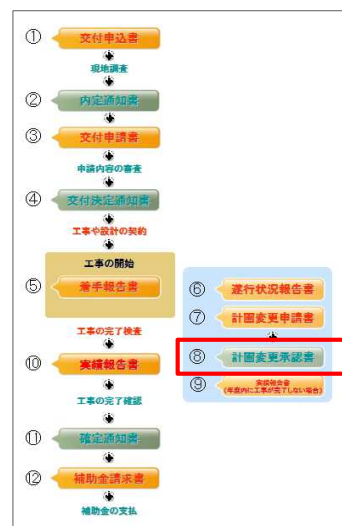 ① 交付申込書
現地調査
② 内定通知書
③ 交付申請書
申請内容の審査
④ 交付決定通知書
工事や設計の契約
工事の開始
⑤ 着手報告書
工事の完了検査
⑩ 実績報告書
工事の完了確認
⑪ 確定通知書
⑫ 補助金請求書
補助金の支払
⑥ 遂行状況報告書
⑦ 計画変更申請書
⑧ 計画変更承認書
⑨ 実績報告書
(年度内に工事が完了しない場合)